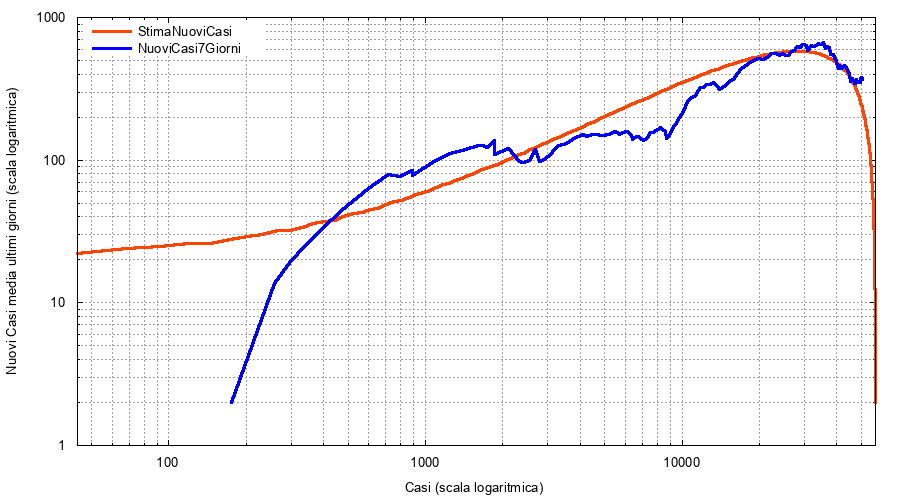 1000
StimaNuoviCasi
NuoviCasi7Giorni
100
10
1
Nuovi Casi media ultimi giorni (scala logaritmica)
100 1000 10000
Casi (scala logaritmica)